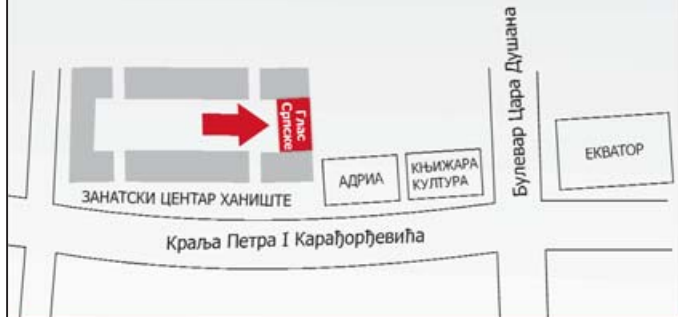 Булевар Цара Душана
Глас
Српске
ЕКВАТОР
КЊИЖАРА
КУЛТУРА
АДРИА
ЗАНАТСКИ ЦЕНТАР ХАНИШТЕ
Краља Петра I Карађорђевића